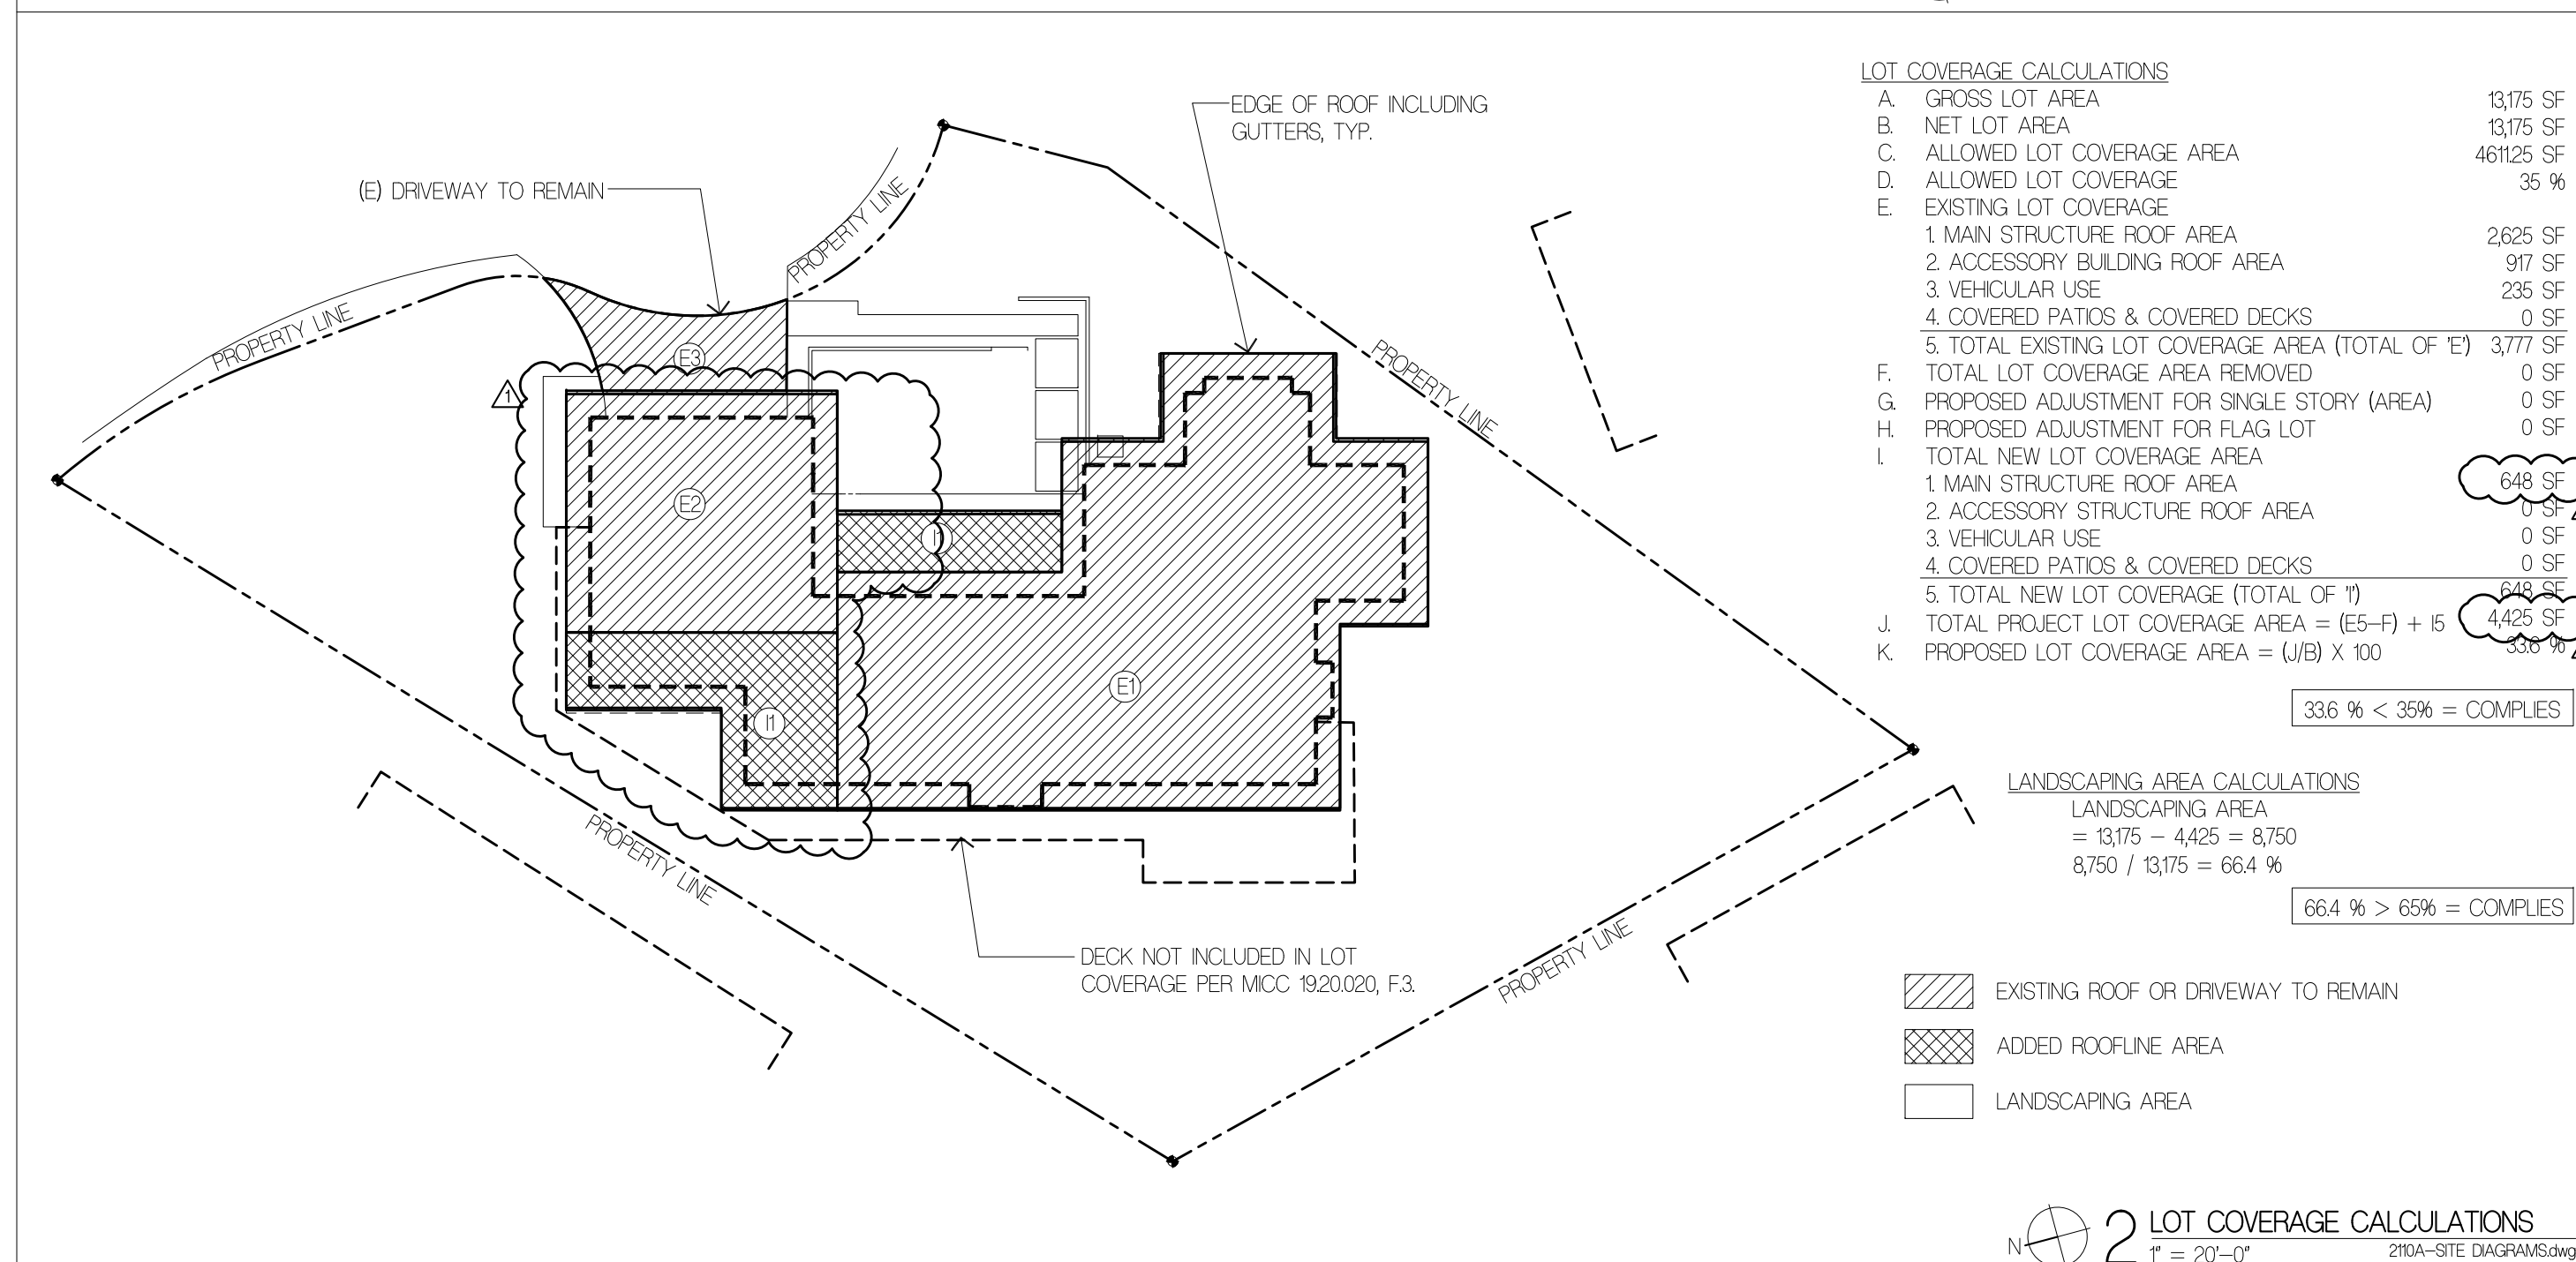 LOT COVERAGE CALCULATIONS
A. GROSS LOT AREA 13,175 SF
B. NET LOT AREA 13,175 SF
C. ALLOWED LOT COVERAGE AREA 4611.25 SF
D. ALLOWED LOT COVERAGE 35 %
E. EXISTING LOT COVERAGE
1. MAIN STRUCTURE ROOF AREA 2,625 SF
2. ACCESSORY BUILDING ROOF AREA 917 SF
3. VEHICULAR USE 235 SF
4. COVERED PATIOS & COVERED DECKS 0 SF
5. TOTAL EXISTING LOT COVERAGE AREA (TOTAL OF 'E') 3,777 SF
F. TOTAL LOT COVERAGE AREA REMOVED 0 SF
G. PROPOSED ADJUSTMENT FOR SINGLE STORY (AREA) 0 SF
H. PROPOSED ADJUSTMENT FOR FLAG LOT 0 SF
I. TOTAL NEW LOT COVERAGE AREA
1. MAIN STRUCTURE ROOF AREA 648 SF
2. ACCESSORY STRUCTURE ROOF AREA 0 SF
3. VEHICULAR USE 0 SF
4. COVERED PATIOS & COVERED DECKS 0 SF
5. TOTAL NEW LOT COVERAGE (TOTAL OF 'I') 648 SF
J. TOTAL PROJECT LOT COVERAGE AREA = (E5-F) + I5 4,425 SF
K. PROPOSED LOT COVERAGE AREA = (J/B) X 100 33.6 %
33.6 % < 35% = COMPLIES
LANDSCAPING AREA CALCULATIONS
LANDSCAPING AREA
= 13,175 - 4,425 = 8,750
8,750 / 13,175 = 66.4 %
66.4 % > 65% = COMPLIES
EXISTING ROOF OR DRIVEWAY TO REMAIN
ADDED ROOFLINE AREA
LANDSCAPING AREA
EDGE OF ROOF INCLUDING
GUTTERS, TYP.
(E) DRIVEWAY TO REMAIN
PROPERTY LINE
PROPERTY LINE
PROPERTY LINE
E3
1
E2
I1
E1
I1
PROPERTY LINE
PROPERTY LINE
DECK NOT INCLUDED IN LOT
COVERAGE PER MICC 19.20.020, F.3.
N
2 LOT COVERAGE CALCULATIONS
1" = 20'-0" 2110A-SITE DIAGRAMS.dwg